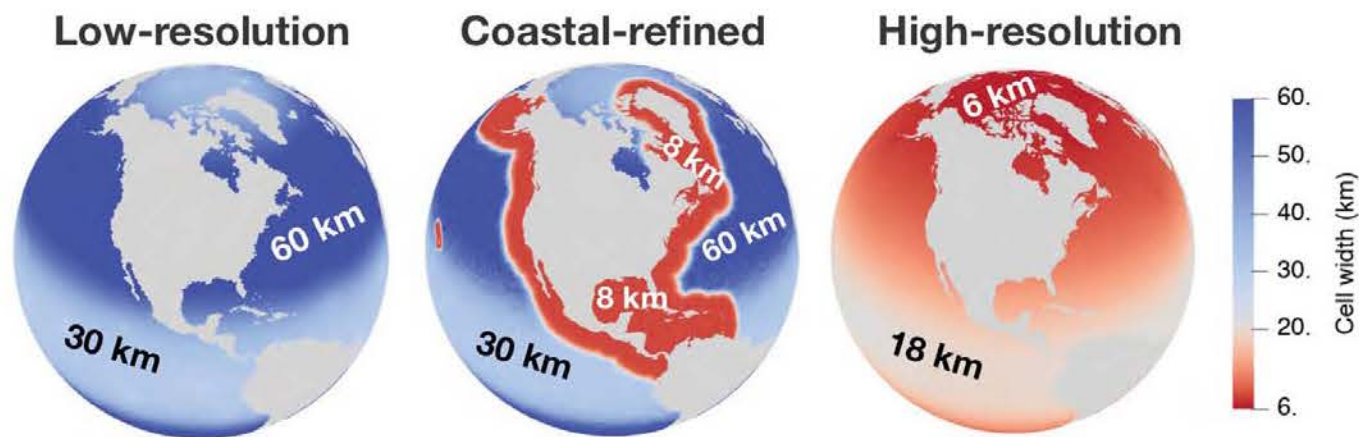 Low-resolution
Coastal-refined
High-resolution
60 km
30 km
8 km
60 km
8 km
30 km
6 km
18 km
60.
50.
40.
30.
20.
6.
Cell width (km)